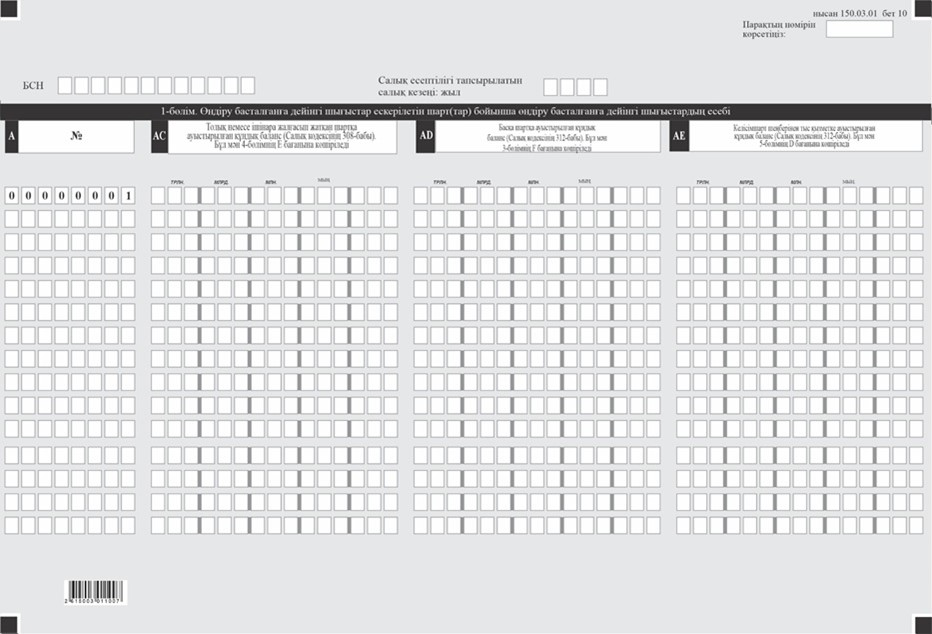 нысан 150.03.01 бет 10
Парақтың нөмірін
көрсетіңіз:
БСН
Салық есептілігі тапсырылатын
салық кезеңі: жыл
1-бөлім. Өндіру басталғанға дейінгі шығыстар ескерілетін шарт(тар) бойынша өндіру басталғанға дейінгі шығыстардың есебі
A
№
AC
Толық немесе ішінара жалғасып жатқан шартқа
ауыстырылған құндық баланс (Салық кодексінің 308-бабы).
Бұл мән 4-бөлімнің E бағанына көшіріледі
AD
Басқа шартқа ауыстырылған құндық
баланс (Салық кодексінің 312-бабы). Бұл мән
3-бөлімнің F бағанына көшіріледі
AE
Келісімшарт шеңберінен тыс қызметке ауыстырылған
құндық баланс (Салық кодексінің 312-бабы). Бұл мән
5-бөлімнің D бағанына көшіріледі
трлн. млрд. млн. мың
трлн. млрд. млн. мың
трлн. млрд. млн. мың
0 0 0 0 0 0 0 1